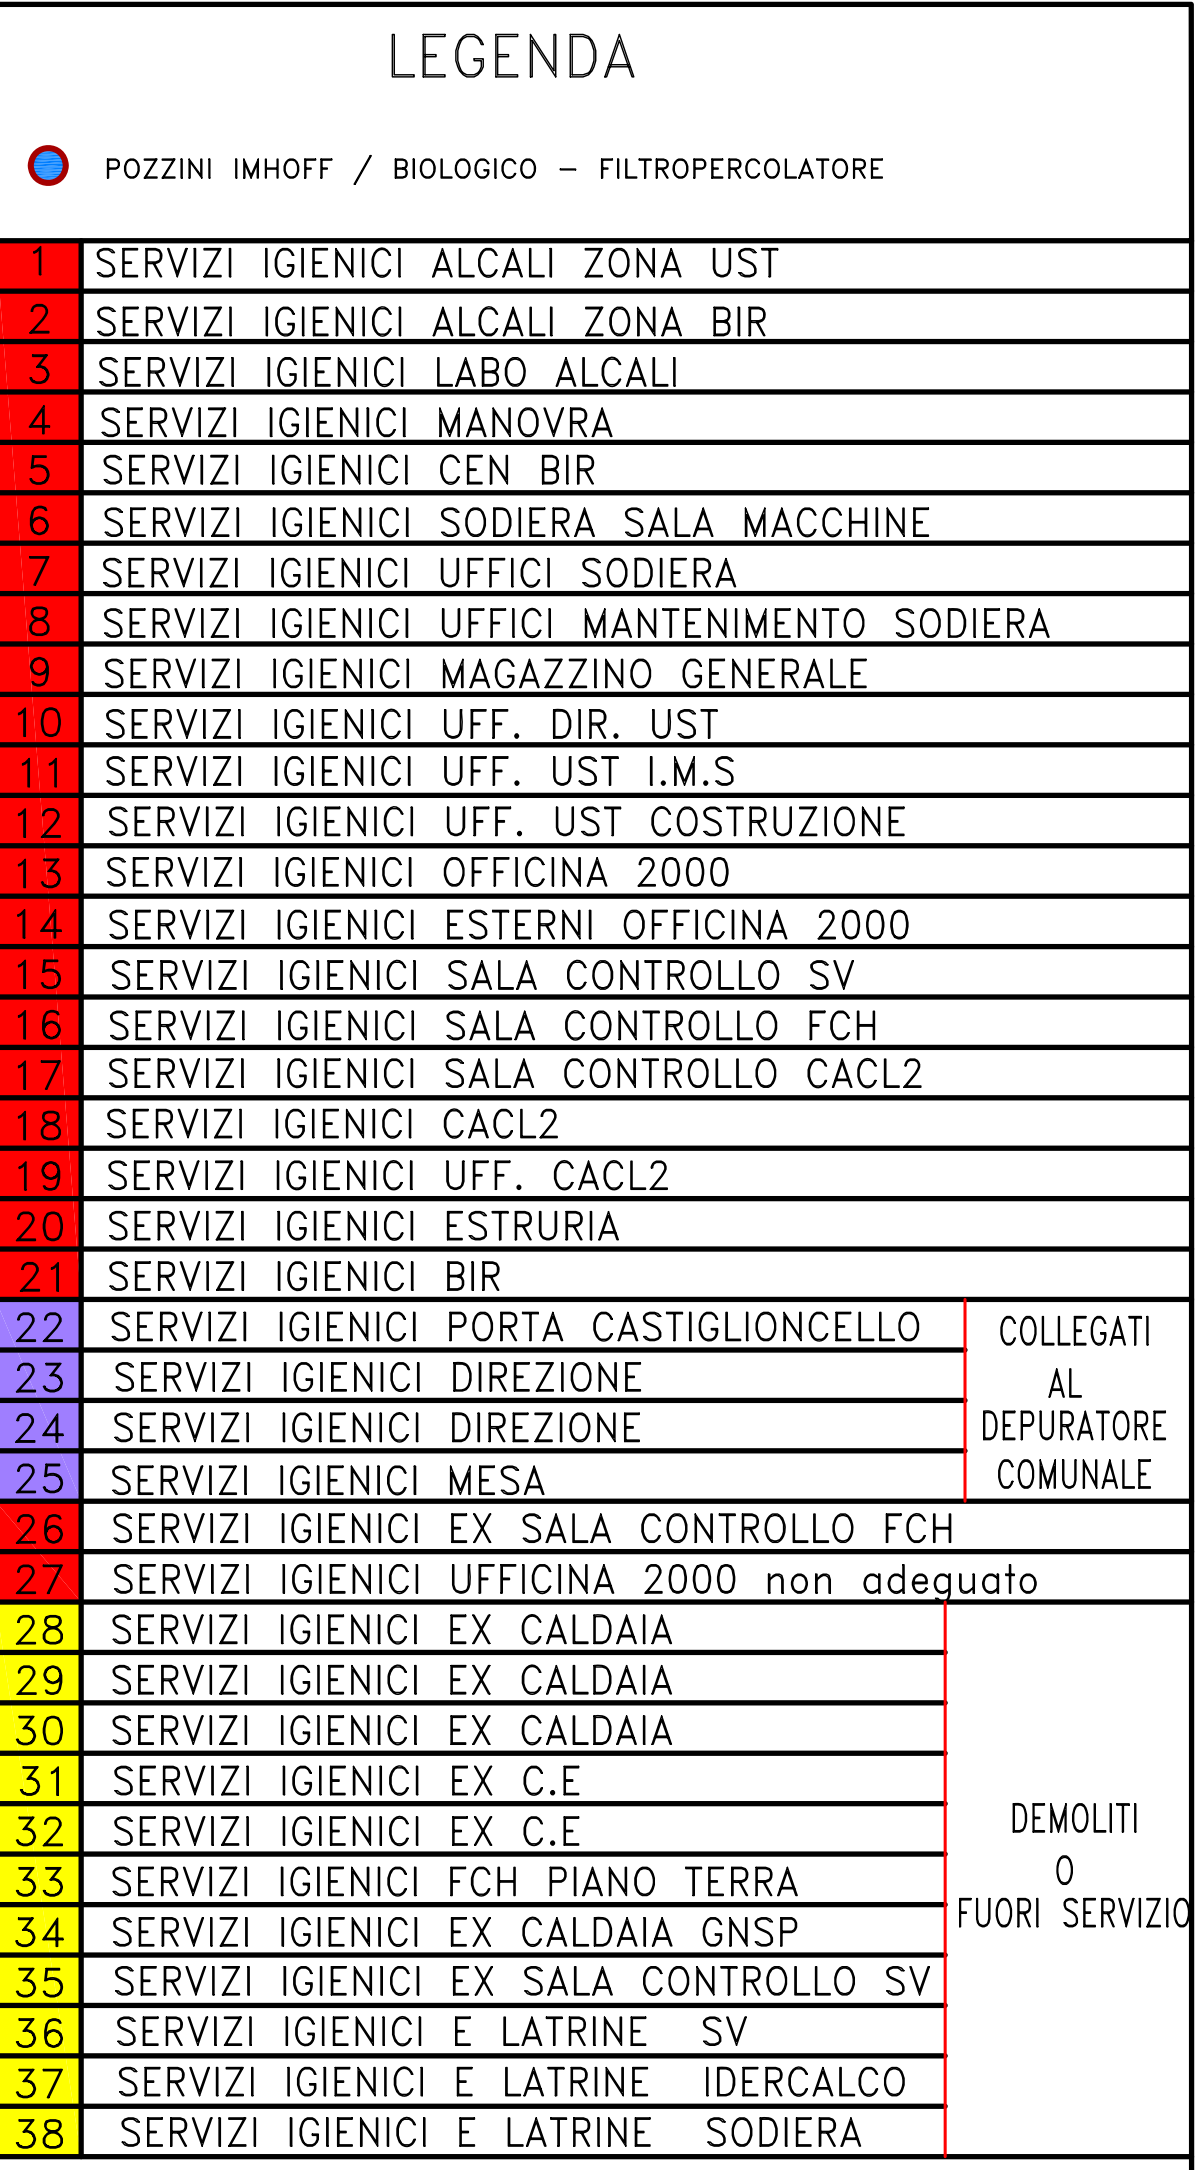 LEGENDA
POZZINI IMHOFF / BIOLOGICO – FILTROPERCOLATORE
1 SERVIZI IGIENICI ALCALI ZONA UST
2 SERVIZI IGIENICI ALCALI ZONA BIR
3 SERVIZI IGIENICI LABO ALCALI
4 SERVIZI IGIENICI MANOVRA
5 SERVIZI IGIENICI CEN BIR
6 SERVIZI IGIENICI SODIERA SALA MACCHINE
7 SERVIZI IGIENICI UFFICI SODIERA
8 SERVIZI IGIENICI UFFICI MANTENIMENTO SODIERA
9 SERVIZI IGIENICI MAGAZZINO GENERALE
10 SERVIZI IGIENICI UFF. DIR. UST
11 SERVIZI IGIENICI UFF. UST I.M.S
12 SERVIZI IGIENICI UFF. UST COSTRUZIONE
13 SERVIZI IGIENICI OFFICINA 2000
14 SERVIZI IGIENICI ESTERNI OFFICINA 2000
15 SERVIZI IGIENICI SALA CONTROLLO SV
16 SERVIZI IGIENICI SALA CONTROLLO FCH
17 SERVIZI IGIENICI SALA CONTROLLO CACL2
18 SERVIZI IGIENICI CACL2
19 SERVIZI IGIENICI UFF. CACL2
20 SERVIZI IGIENICI ESTRURIA
21 SERVIZI IGIENICI BIR
22 SERVIZI IGIENICI PORTA CASTIGLIONCELLO
23 SERVIZI IGIENICI DIREZIONE
24 SERVIZI IGIENICI DIREZIONE
25 SERVIZI IGIENICI MESA
COLLEGATI
AL
DEPURATORE
COMUNALE
26 SERVIZI IGIENICI EX SALA CONTROLLO FCH
27 SERVIZI IGIENICI UFFICINA 2000 non adeguato
28 SERVIZI IGIENICI EX CALDAIA
29 SERVIZI IGIENICI EX CALDAIA
30 SERVIZI IGIENICI EX CALDAIA
31 SERVIZI IGIENICI EX C.E
32 SERVIZI IGIENICI EX C.E
33 SERVIZI IGIENICI FCH PIANO TERRA
34 SERVIZI IGIENICI EX CALDAIA GNSP
35 SERVIZI IGIENICI EX SALA CONTROLLO SV
36 SERVIZI IGIENICI E LATRINE SV
37 SERVIZI IGIENICI E LATRINE IDERCALCO
38 SERVIZI IGIENICI E LATRINE SODIERA
DEMOLITI
O
FUORI SERVIZIO